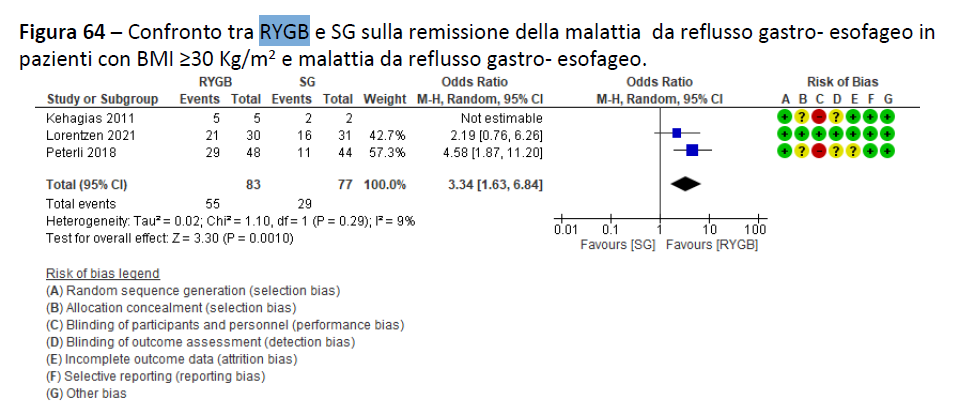 Figura 64 – Confronto tra RYGB e SG sulla remissione della malattia da reflusso gastro- esofageo in
pazienti con BMI ≥30 Kg/m² e malattia da reflusso gastro- esofageo.
RYGB SG Odds Ratio Odds Ratio Risk of Bias
Study or Subgroup Events Total Events Total Weight M-H, Random, 95% CI M-H, Random, 95% CI A B C D E F G
Kehagias 2011 5 5 2 2 Not estimable + ? - ? + + +
Lorentzen 2021 21 30 16 31 42.7% 2.19 [0.76, 6.26] + + + + + + +
Peterli 2018 29 48 11 44 57.3% 4.58 [1.87, 11.20] + ? - ? ? + +
Total (95% CI) 83 77 100.0% 3.34 [1.63, 6.84]
Total events 55 29
Heterogeneity: Tau² = 0.02; Chi² = 1.10, df = 1 (P = 0.29); I² = 9%
Test for overall effect: Z = 3.30 (P = 0.0010)
0.01 0.1 1 10 100
Favours [SG] Favours [RYGB]
Risk of bias legend
(A) Random sequence generation (selection bias)
(B) Allocation concealment (selection bias)
(C) Blinding of participants and personnel (performance bias)
(D) Blinding of outcome assessment (detection bias)
(E) Incomplete outcome data (attrition bias)
(F) Selective reporting (reporting bias)
(G) Other bias